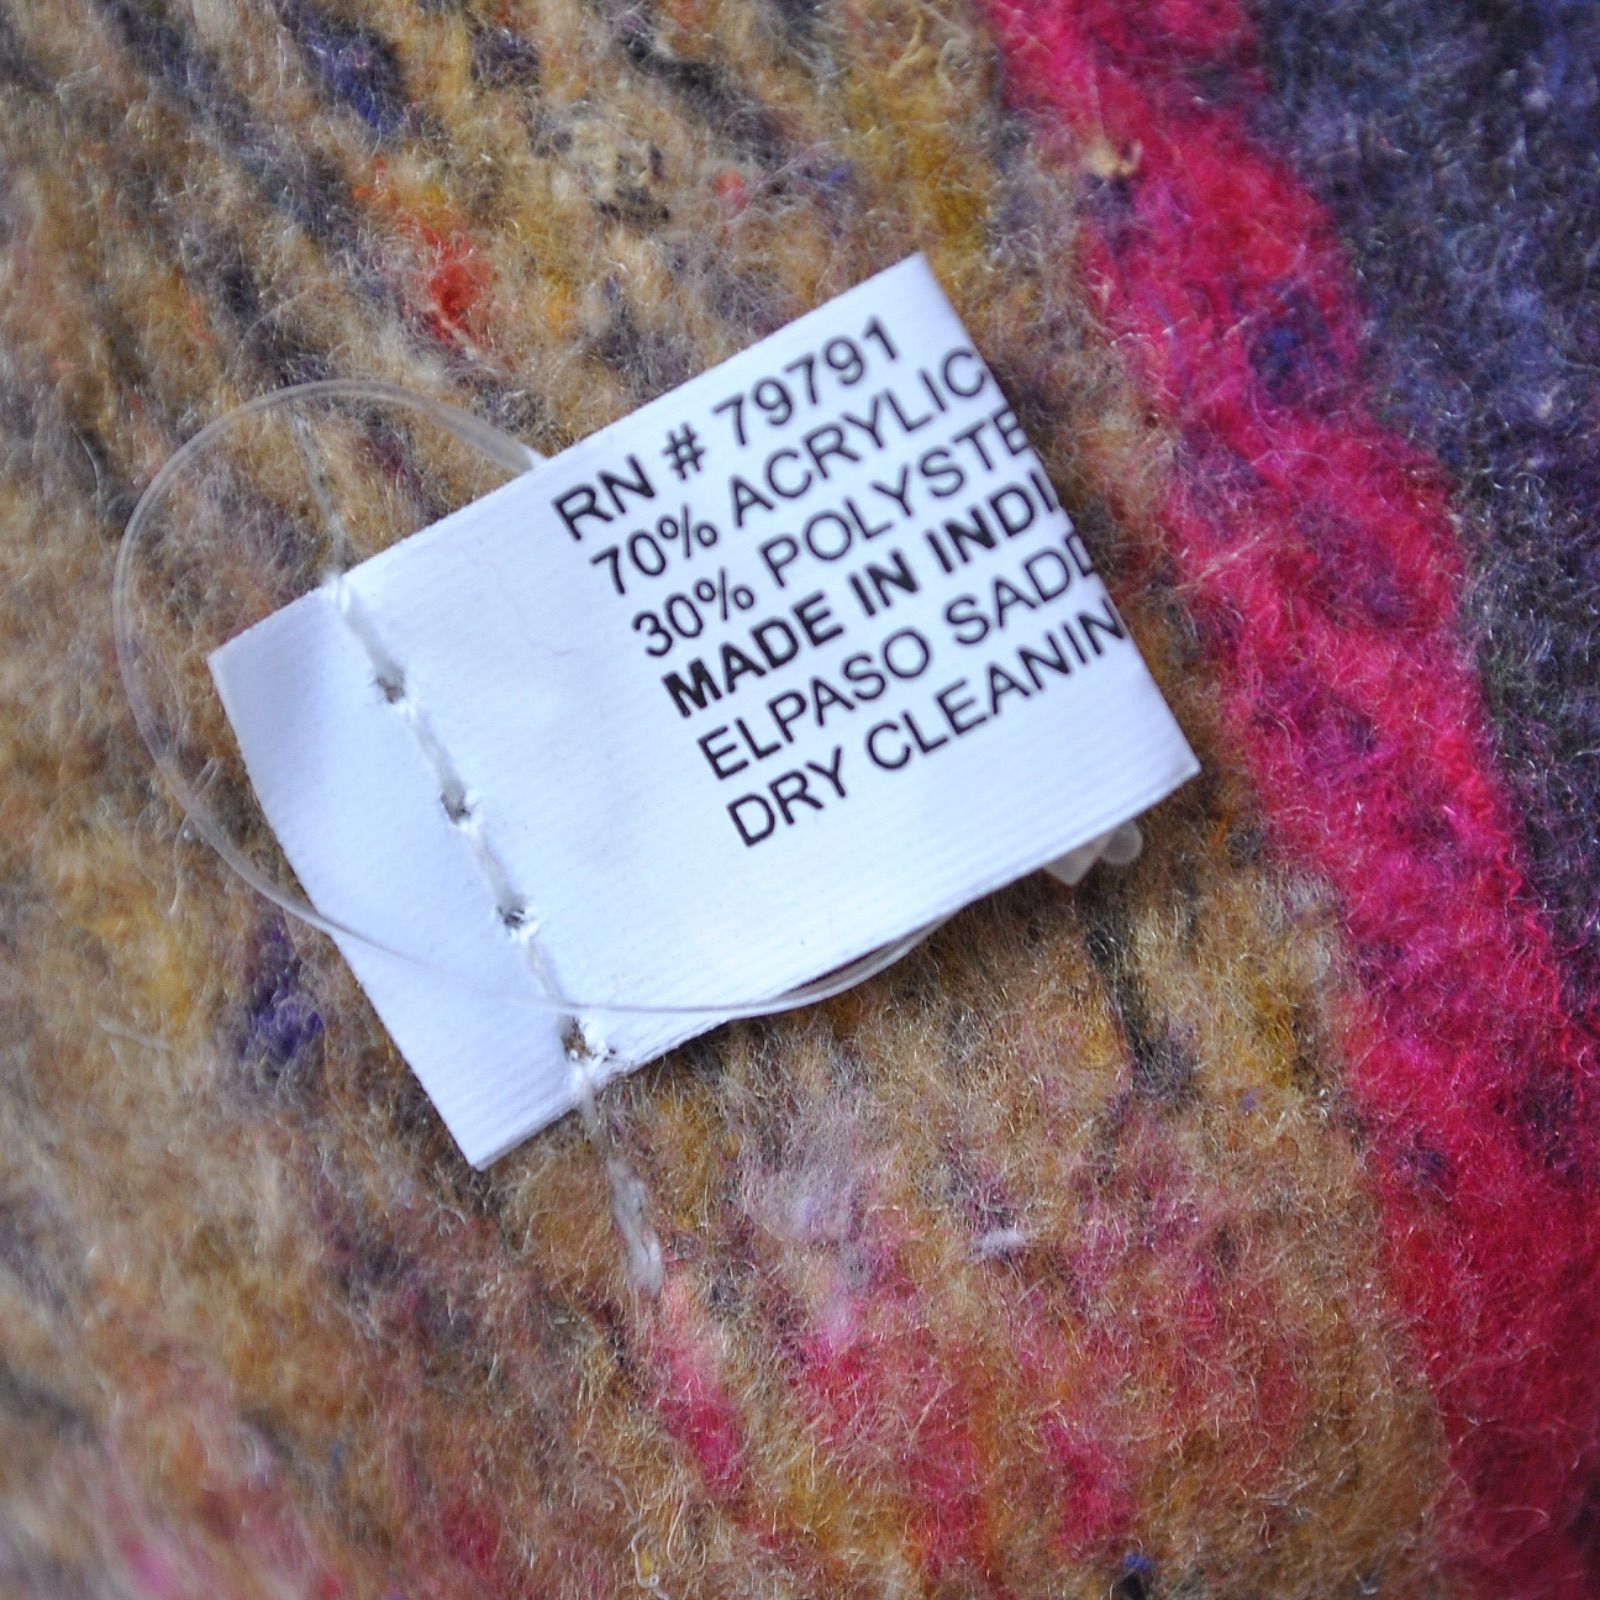 RN # 79791
70% ACRYLIC
30% POLYSTE
MADE IN INDI
ELPASO SADD
DRY CLEANIN